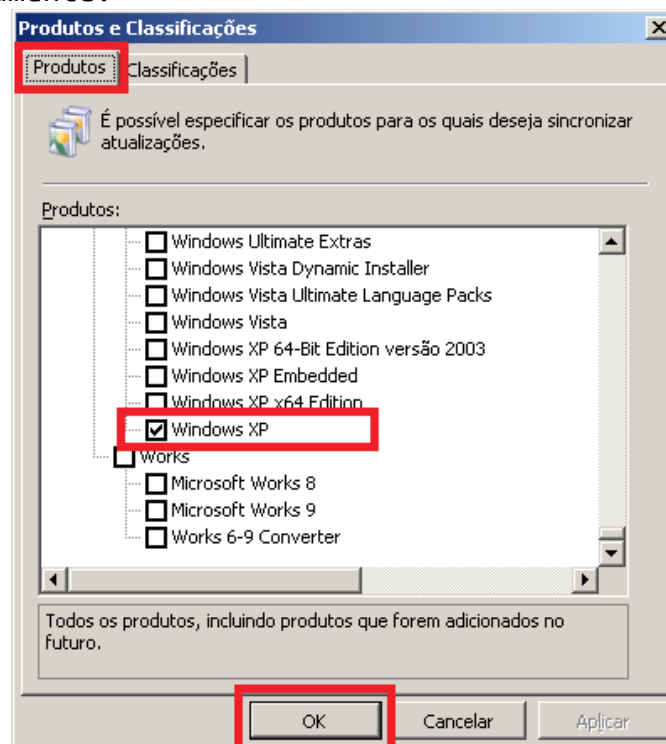 Produtos e Classificações
Produtos
Classificações
É possível especificar os produtos para os quais deseja sincronizar
atualizações.
Produtos:
Windows Ultimate Extras
Windows Vista Dynamic Installer
Windows Vista Ultimate Language Packs
Windows Vista
Windows XP 64-Bit Edition versão 2003
Windows XP Embedded
Windows XP x64 Edition
Windows XP
Works
Microsoft Works 8
Microsoft Works 9
Works 6-9 Converter
Todos os produtos, incluindo produtos que forem adicionados no
futuro.
OK
Cancelar
Aplicar